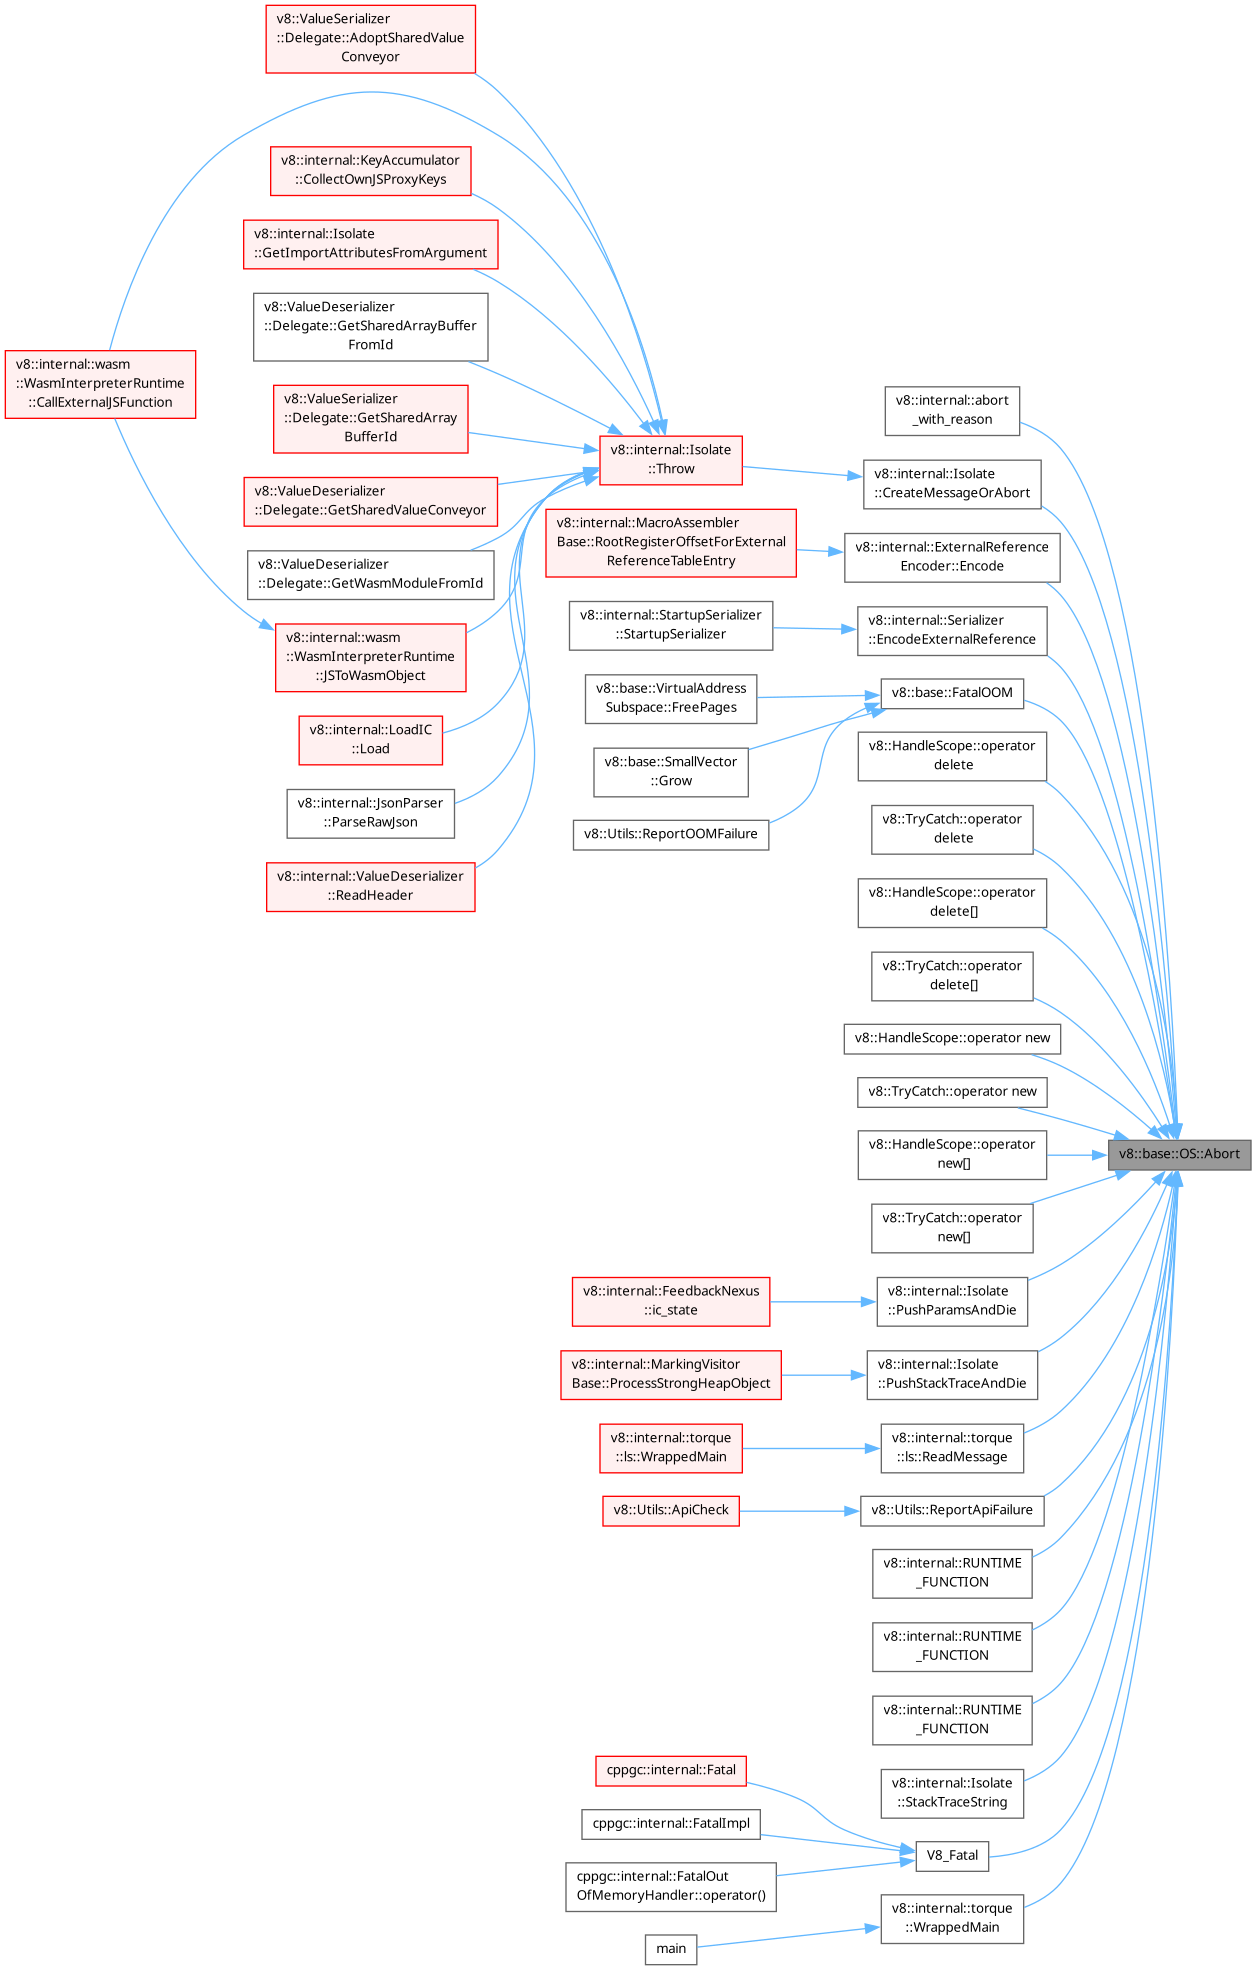 v8::ValueSerializer
::Delegate::AdoptSharedValue
Conveyor
v8::internal::KeyAccumulator
::CollectOwnJSProxyKeys
v8::internal::Isolate
::GetImportAttributesFromArgument
v8::ValueDeserializer
::Delegate::GetSharedArrayBuffer
FromId
v8::internal::wasm
::WasmInterpreterRuntime
::CallExternalJSFunction
v8::ValueSerializer
::Delegate::GetSharedArray
BufferId
v8::ValueDeserializer
::Delegate::GetSharedValueConveyor
v8::ValueDeserializer
::Delegate::GetWasmModuleFromId
v8::internal::wasm
::WasmInterpreterRuntime
::JSToWasmObject
v8::internal::LoadIC
::Load
v8::internal::JsonParser
::ParseRawJson
v8::internal::ValueDeserializer
::ReadHeader
v8::internal::Isolate
::Throw
v8::internal::MacroAssembler
Base::RootRegisterOffsetForExternal
ReferenceTableEntry
v8::internal::StartupSerializer
::StartupSerializer
v8::base::VirtualAddress
Subspace::FreePages
v8::base::SmallVector
::Grow
v8::Utils::ReportOOMFailure
v8::internal::abort
_with_reason
v8::internal::Isolate
::CreateMessageOrAbort
v8::internal::ExternalReference
Encoder::Encode
v8::internal::Serializer
::EncodeExternalReference
v8::base::FatalOOM
v8::HandleScope::operator
delete
v8::TryCatch::operator
delete
v8::HandleScope::operator
delete[]
v8::TryCatch::operator
delete[]
v8::HandleScope::operator new
v8::TryCatch::operator new
v8::HandleScope::operator
new[]
v8::TryCatch::operator
new[]
v8::base::OS::Abort
v8::internal::FeedbackNexus
::ic_state
v8::internal::Isolate
::PushParamsAndDie
v8::internal::MarkingVisitor
Base::ProcessStrongHeapObject
v8::internal::Isolate
::PushStackTraceAndDie
v8::internal::torque
::ls::WrappedMain
v8::internal::torque
::ls::ReadMessage
v8::Utils::ApiCheck
v8::Utils::ReportApiFailure
v8::internal::RUNTIME
_FUNCTION
v8::internal::RUNTIME
_FUNCTION
v8::internal::RUNTIME
_FUNCTION
v8::internal::Isolate
::StackTraceString
cppgc::internal::Fatal
cppgc::internal::FatalImpl
cppgc::internal::FatalOut
OfMemoryHandler::operator()
V8_Fatal
v8::internal::torque
::WrappedMain
main